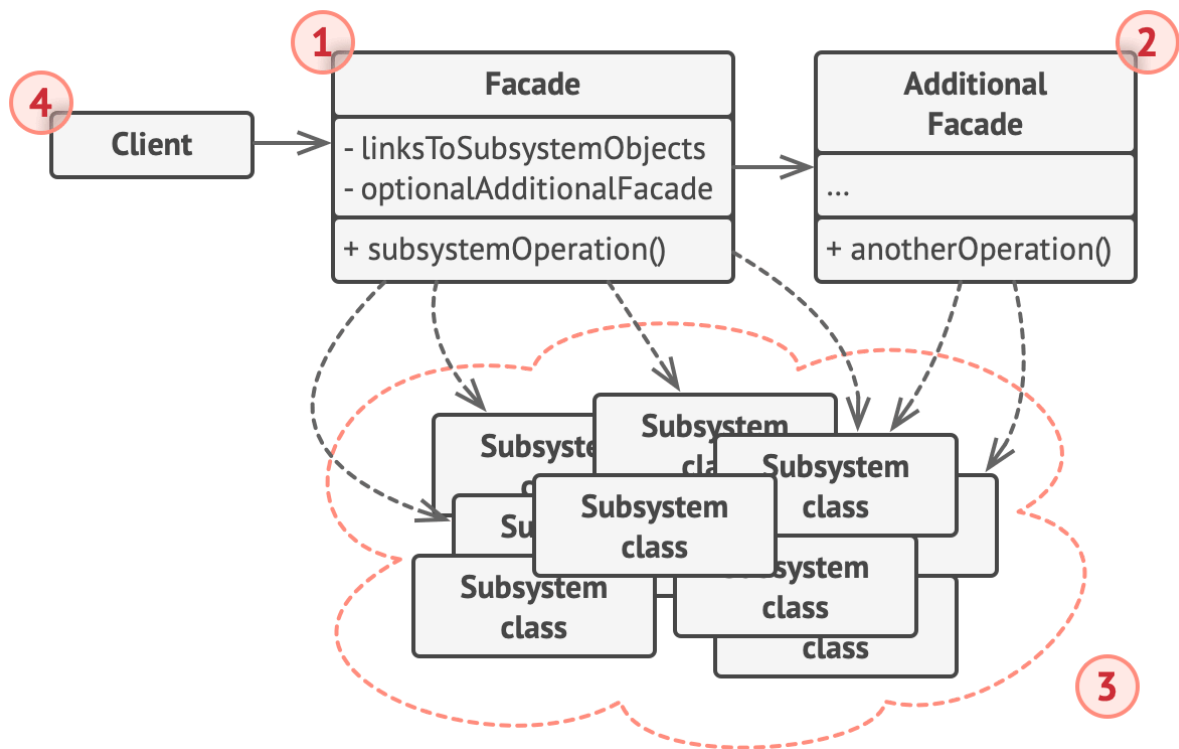 1
2
4
Facade
Additional
Facade
Client
- linksToSubsystemObjects
- optionalAdditionalFacade
...
+ subsystemOperation()
+ anotherOperation()
Subsystem
class
Subsystem
class
Subsystem
class
Subsystem
class
Subsystem
class
class
3